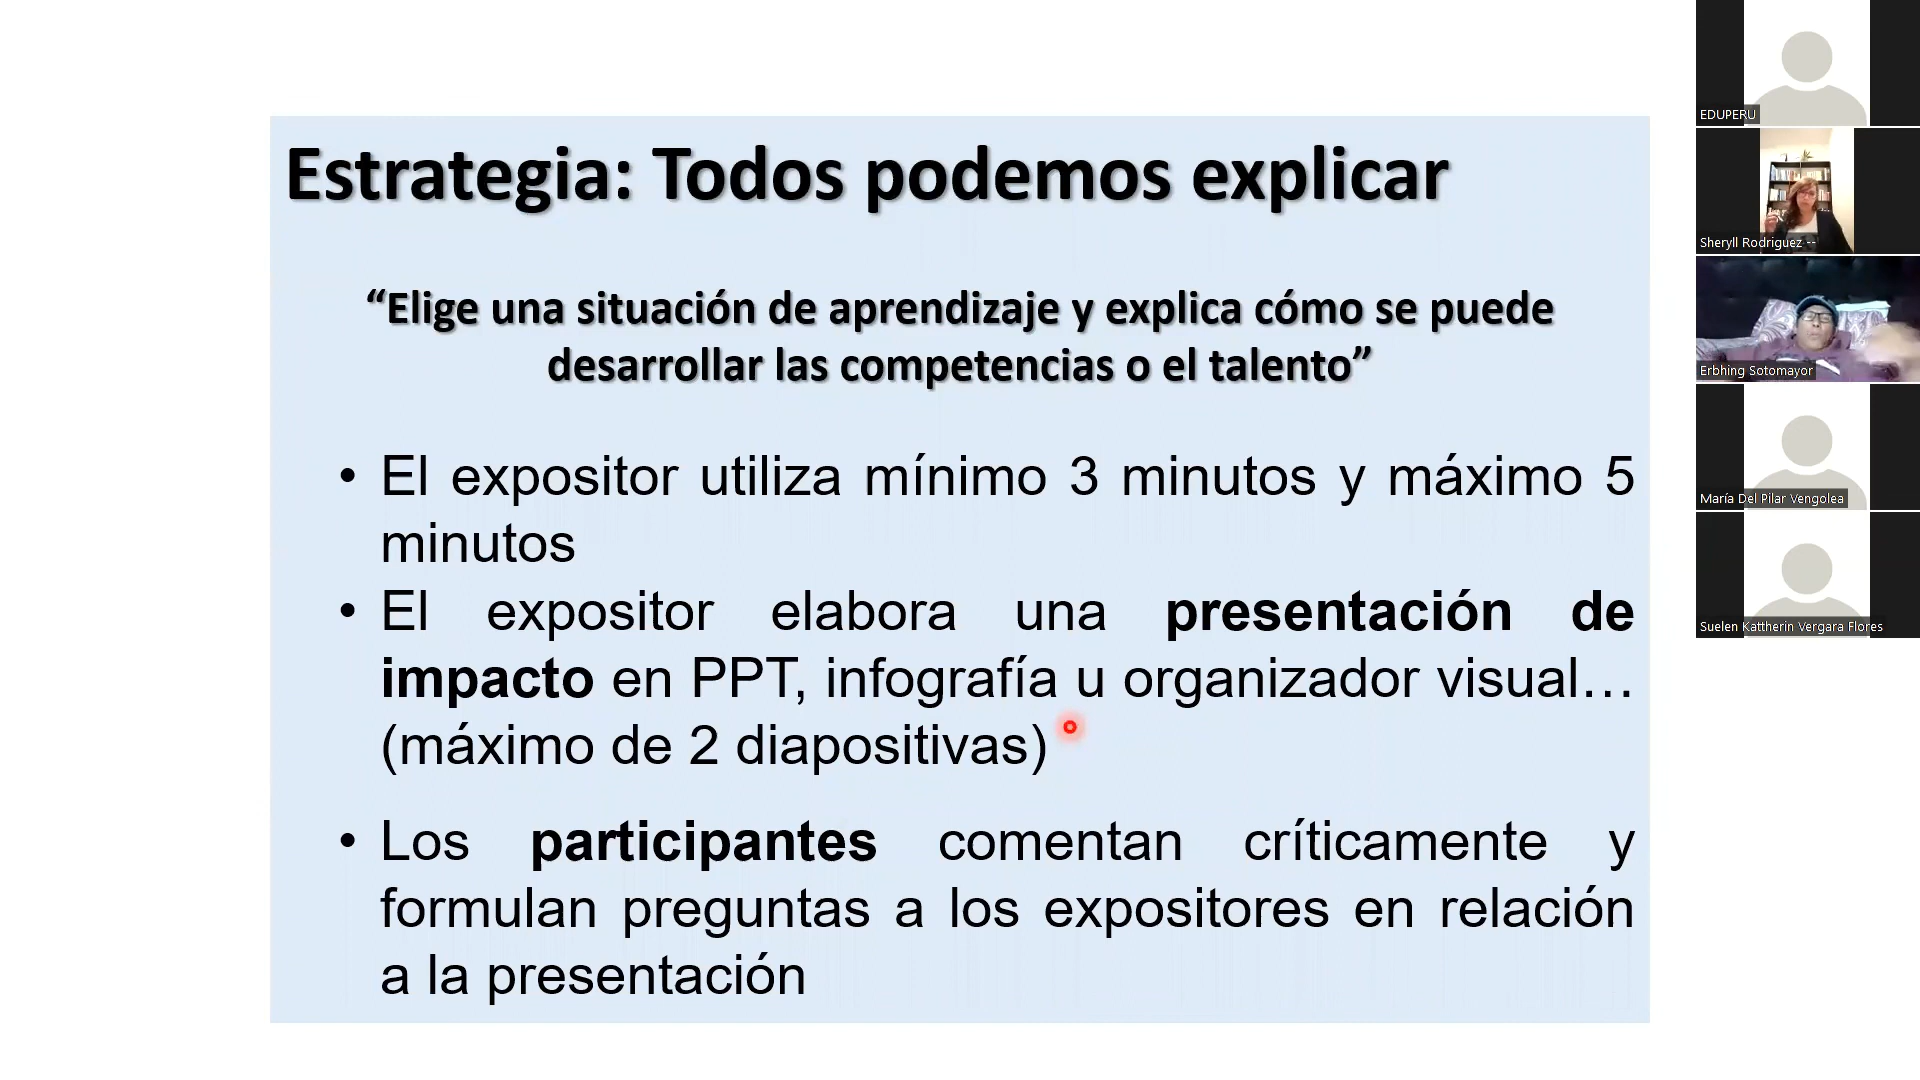 Estrategia: Todos podemos explicar
“Elige una situación de aprendizaje y explica cómo se puede
desarrollar las competencias o el talento”
• El expositor utiliza mínimo 3 minutos y máximo 5
minutos
• El expositor elabora una presentación de
impacto en PPT, infografía u organizador visual…
(máximo de 2 diapositivas)
• Los participantes comentan críticamente y
formulan preguntas a los expositores en relación
a la presentación
EDUPERU
Sheryll Rodriguez --
Erbhing Sotomayor
María Del Pilar Vengolea
Suelen Kattherin Vergara Flores